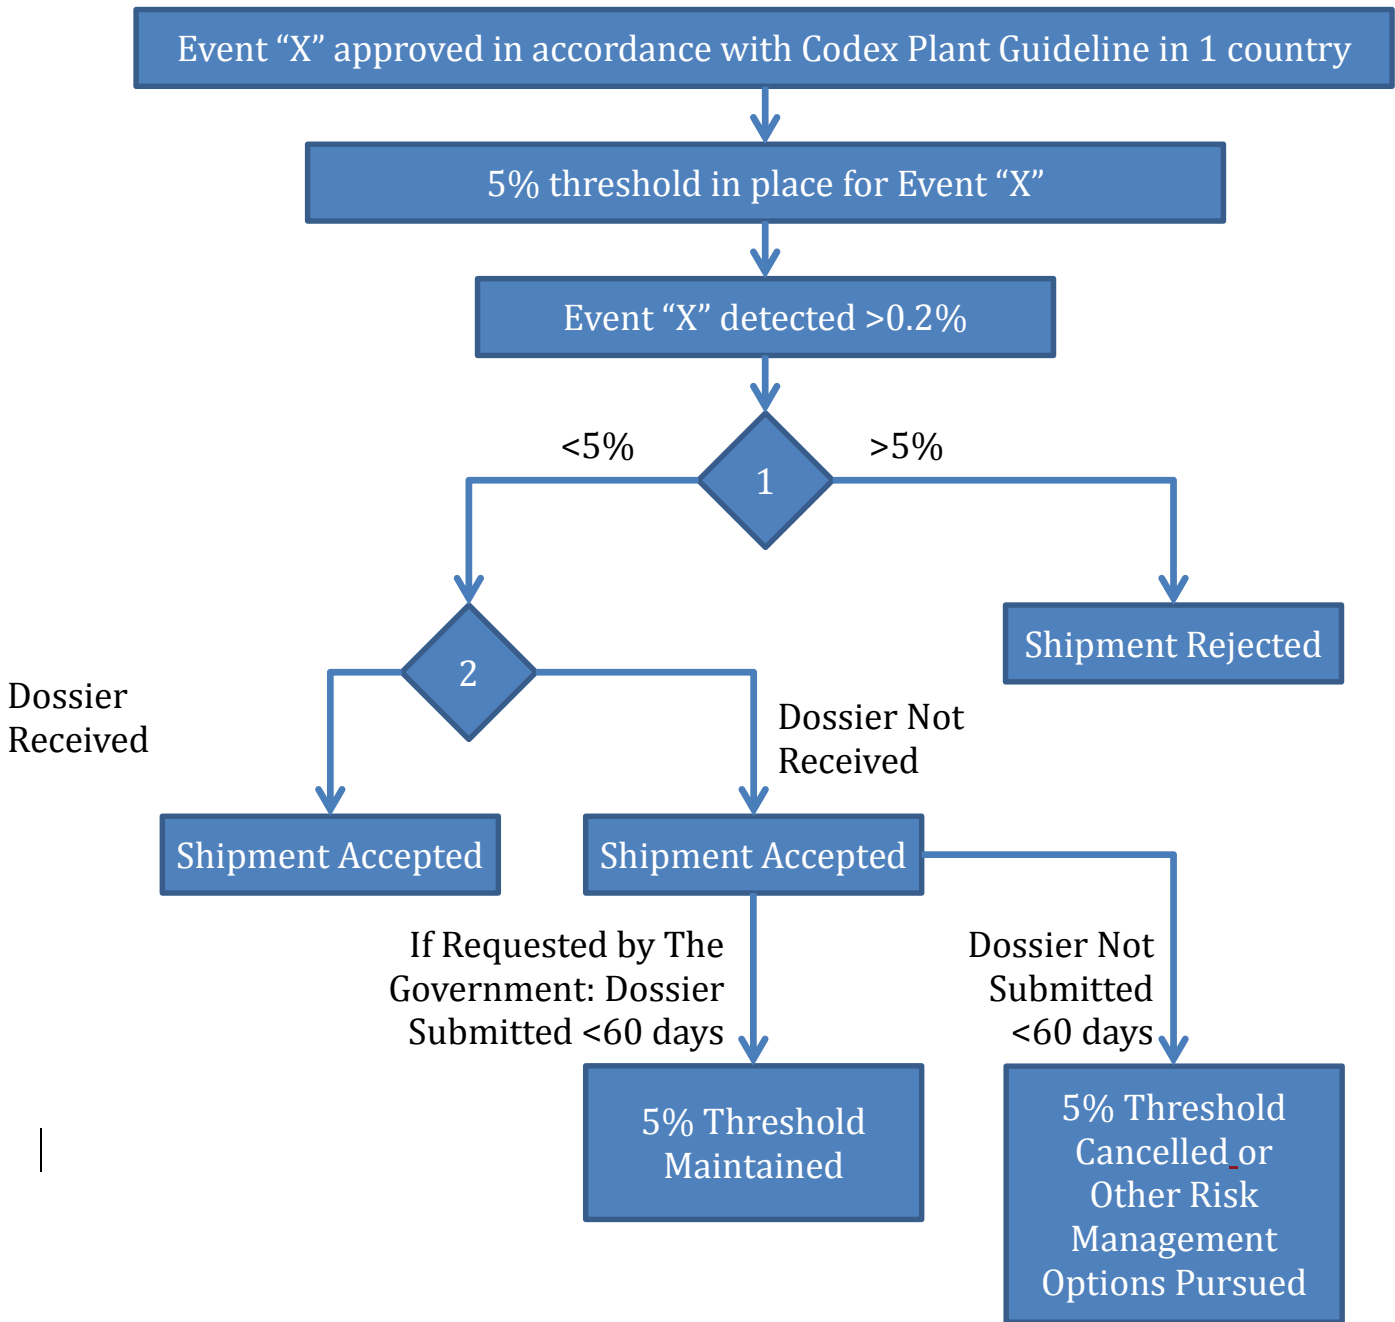 Event “X” approved in accordance with Codex Plant Guideline in 1 country
5% threshold in place for Event “X”
Event “X” detected >0.2%
<5%
>5%
1
Shipment Rejected
2
Dossier
Received
Dossier Not
Received
Shipment Accepted
Shipment Accepted
If Requested by The
Government: Dossier
Submitted <60 days
Dossier Not
Submitted
<60 days
5% Threshold
Maintained
5% Threshold
Cancelled or
Other Risk
Management
Options Pursued